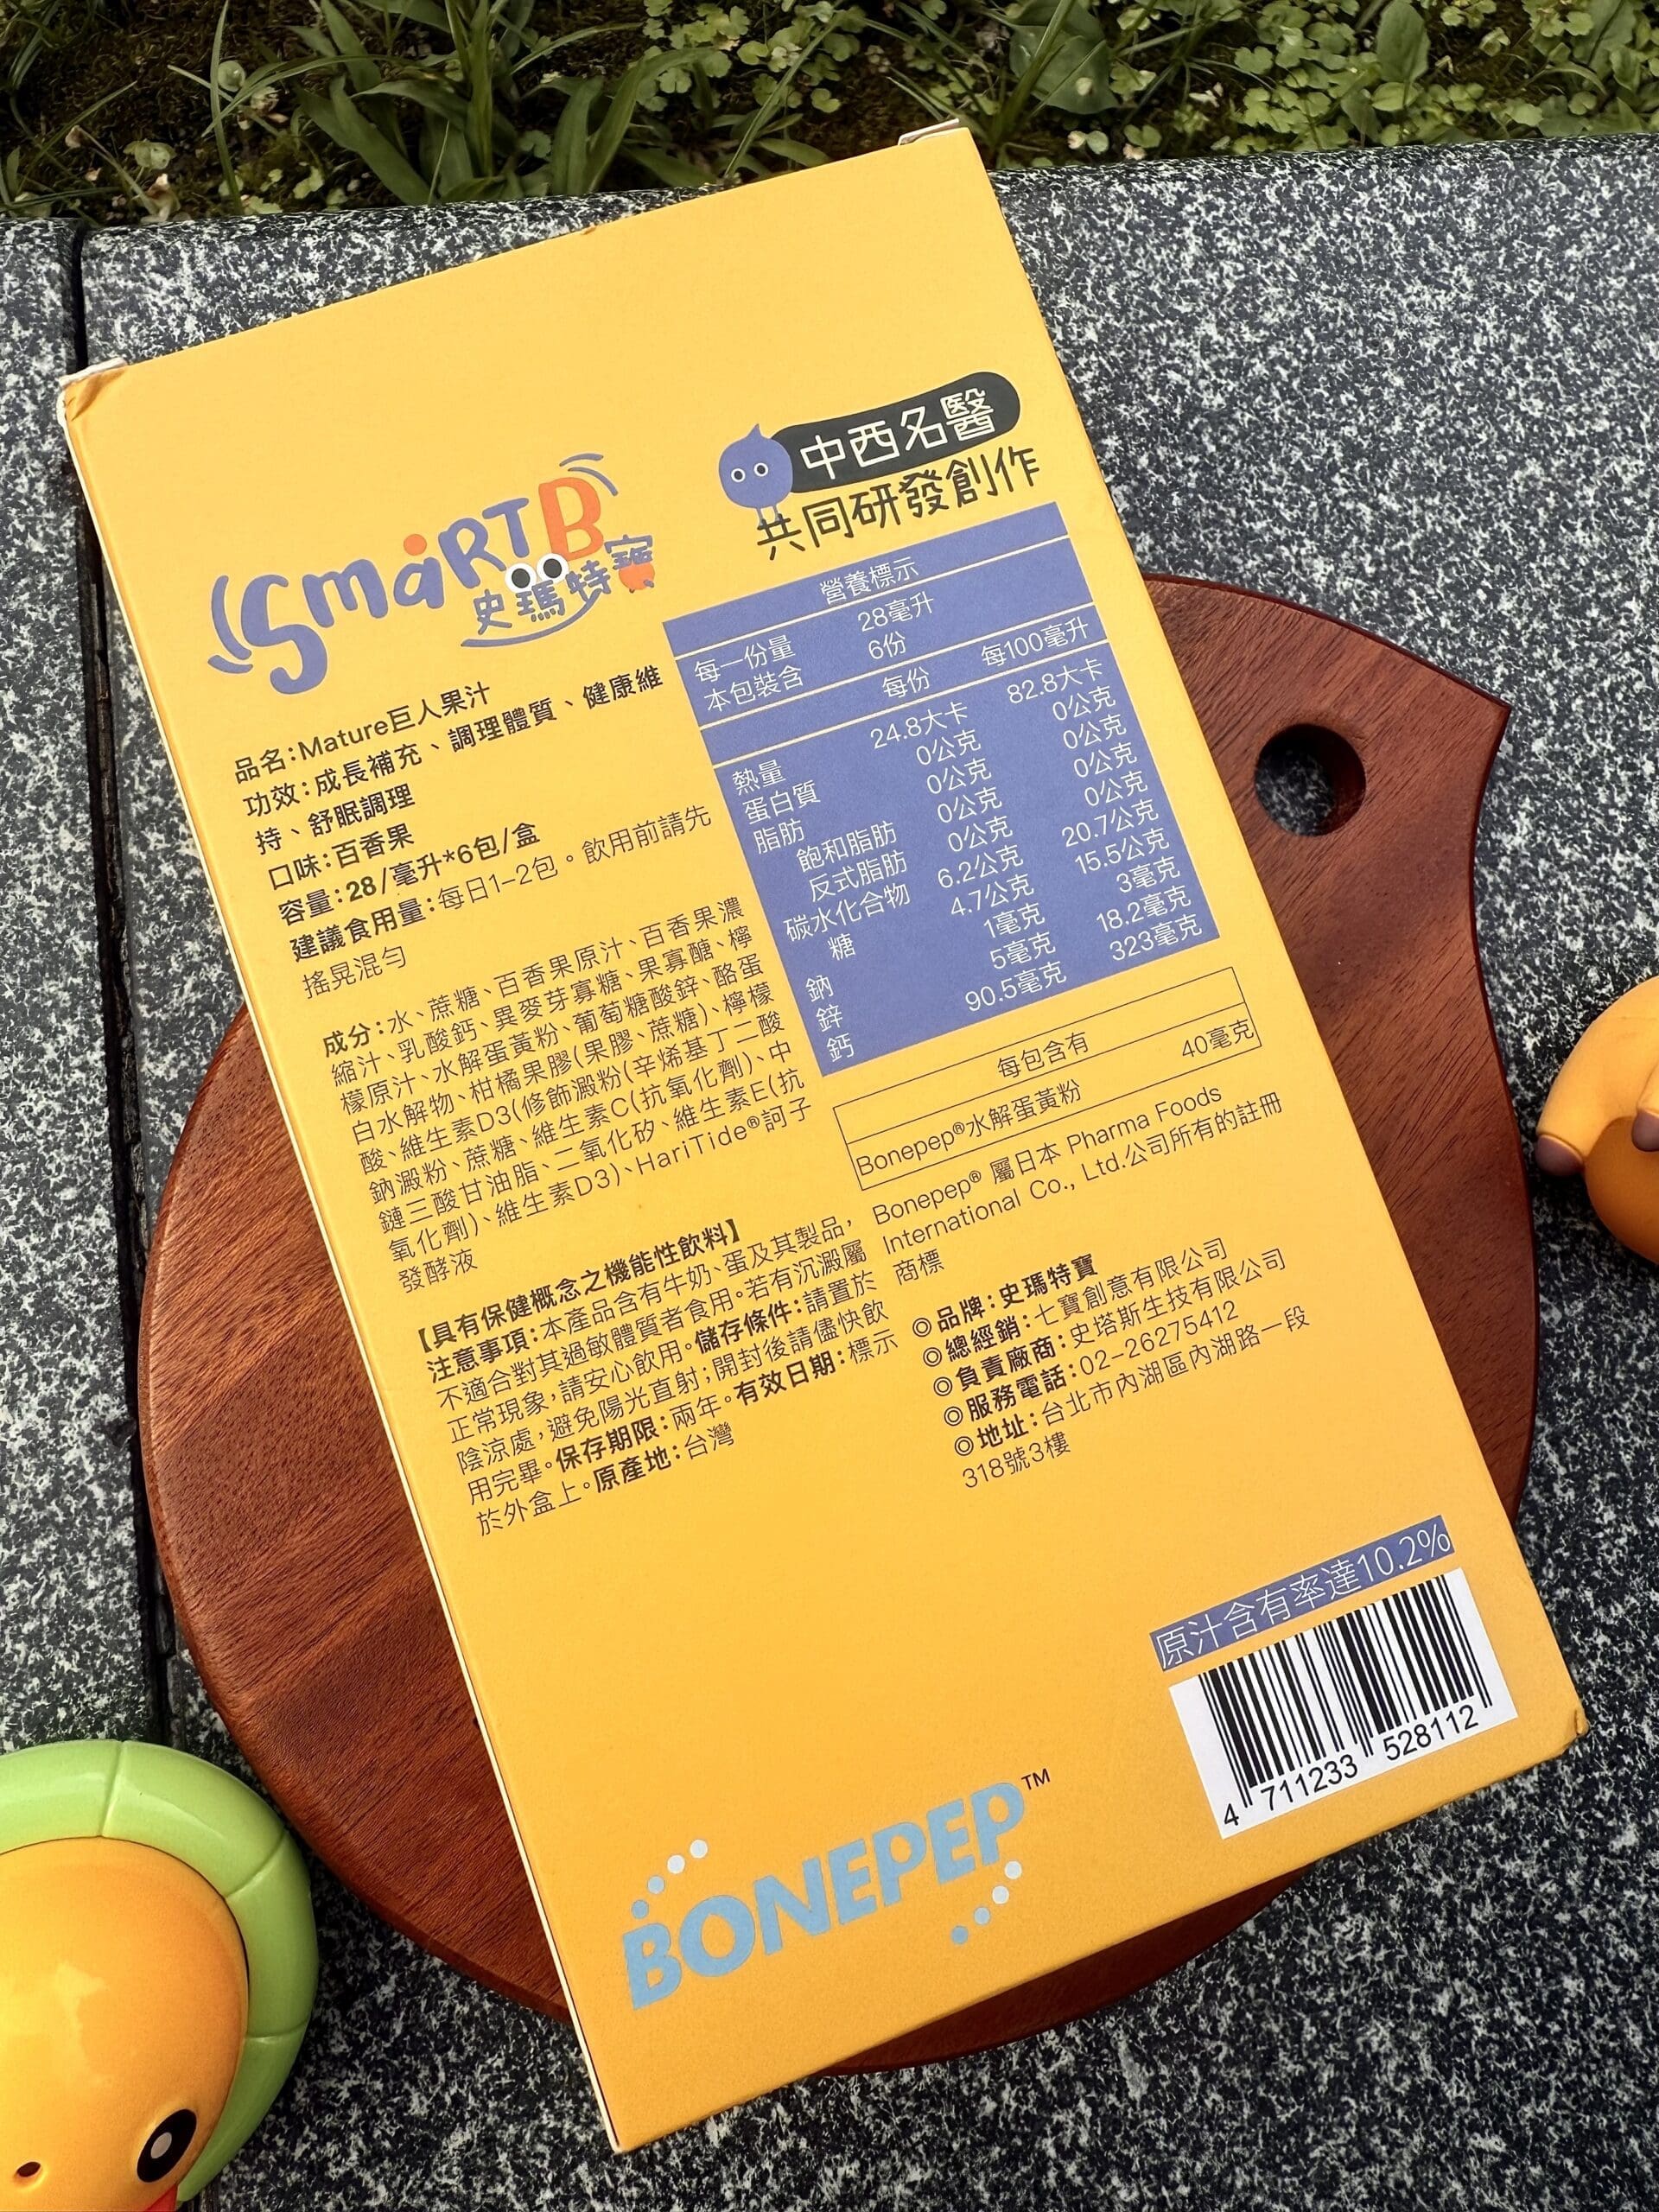 SmaRT B
史瑪特寶
中西名醫
共同研發創作
品名：Mature巨人果汁
功效：成長補充、調理體質、健康維
持、舒眠調理
口味：百香果
容量：28/毫升*6包/盒
建議食用量：每日1-2包。飲用前請先
搖晃混勻
成分：水、蔗糖、百香果原汁、百香果濃
縮汁、乳酸鈣、異麥芽寡糖、果寡醣、檸
檬原汁、水解蛋黃粉、葡萄糖酸鋅、酪蛋
白水解物、柑橘果膠(果膠、蔗糖)、檸檬
酸、維生素D3(修飾澱粉(辛烯基丁二酸
鈉澱粉、蔗糖、維生素C(抗氧化劑)、中
鏈三酸甘油脂、二氧化矽、維生素E(抗
氧化劑)、維生素D3)、HariTide®訶子
發酵液
【具有保健概念之機能性飲料】
注意事項：本產品含有牛奶、蛋及其製品，
不適合對其過敏體質者食用。若有沉澱屬
正常現象，請安心飲用。儲存條件：請置於
陰涼處，避免陽光直射；開封後請儘快飲
用完畢。保存期限：兩年。有效日期：標示
於外盒上。原產地：台灣
營養標示
每一份量 28毫升
本包裝含 6份
每份 每100毫升
熱量 24.8大卡 82.8大卡
蛋白質 0公克 0公克
脂肪 0公克 0公克
飽和脂肪 0公克 0公克
反式脂肪 0公克 0公克
碳水化合物 6.2公克 20.7公克
糖 4.7公克 15.5公克
鈉 1毫克 3毫克
鋅 5毫克 18.2毫克
鈣 90.5毫克 323毫克
每包含有
Bonepep®水解蛋黃粉 40毫克
Bonepep® 屬日本 Pharma Foods
International Co., Ltd.公司所有的註冊
商標
◎品牌：史瑪特寶
◎總經銷：七寶創意有限公司
◎負責廠商：史塔斯生技有限公司
◎服務電話：02-26275412
◎地址：台北市內湖區內湖路一段
318號3樓
原汁含有率達10.2%
4 711233 528112
BONEPEP™